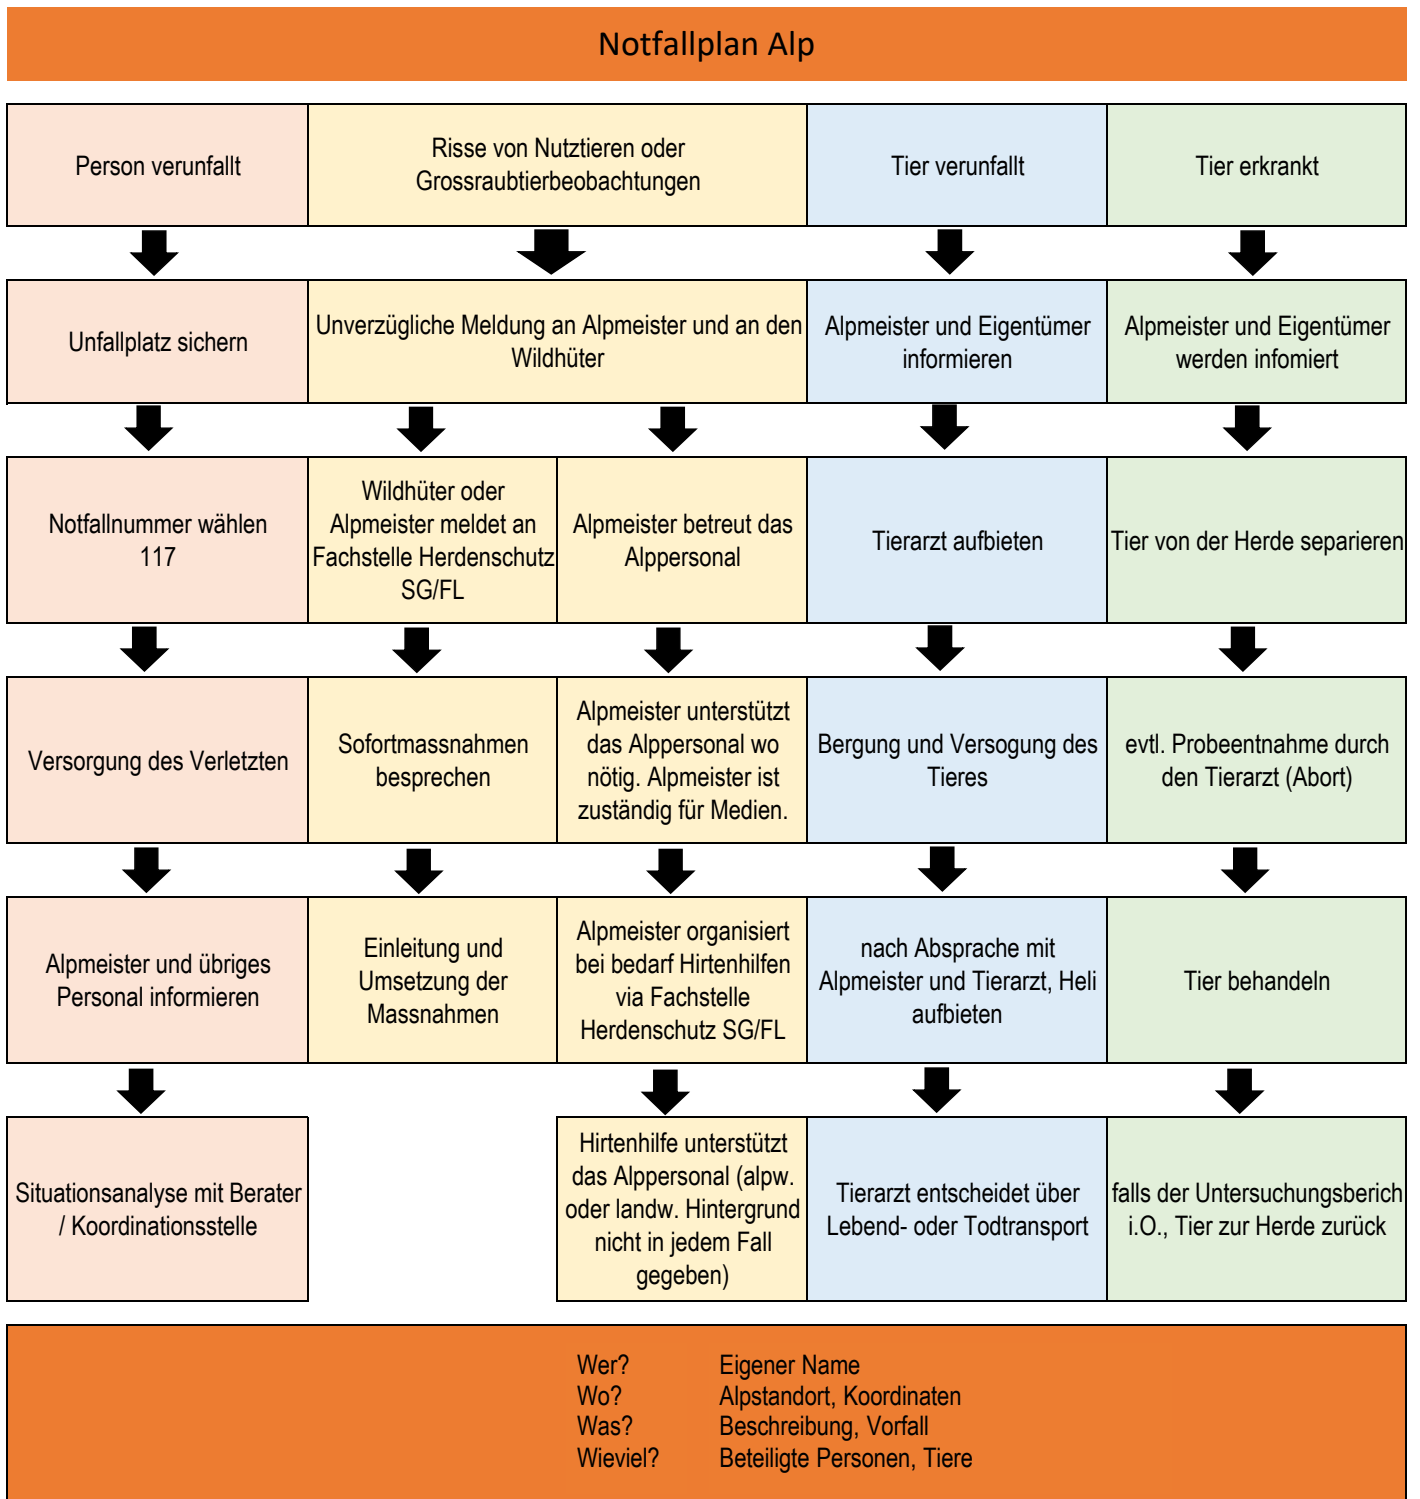 Notfallplan Alp
Person verunfallt
Risse von Nutztieren oder
Grossraubtierbeobachtungen
Tier verunfallt
Tier erkrankt
Unfallplatz sichern
Unverzügliche Meldung an Alpmeister und an den
Wildhüter
Alpmeister und Eigentümer
informieren
Alpmeister und Eigentümer
werden infomiert
Notfallnummer wählen
117
Wildhüter oder
Alpmeister meldet an
Fachstelle Herdenschutz
SG/FL
Alpmeister betreut das
Alppersonal
Tierarzt aufbieten
Tier von der Herde separieren
Versorgung des Verletzten
Sofortmassnahmen
besprechen
Alpmeister unterstützt
das Alppersonal wo
nötig. Alpmeister ist
zuständig für Medien.
Bergung und Versogung des
Tieres
evtl. Probeentnahme durch
den Tierarzt (Abort)
Alpmeister und übriges
Personal informieren
Einleitung und
Umsetzung der
Massnahmen
Alpmeister organisiert
bei bedarf Hirtenhilfen
via Fachstelle
Herdenschutz SG/FL
nach Absprache mit
Alpmeister und Tierarzt, Heli
aufbieten
Tier behandeln
Situationsanalyse mit Berater
/ Koordinationsstelle
Hirtenhilfe unterstützt
das Alppersonal (alpw.
oder landw. Hintergrund
nicht in jedem Fall
gegeben)
Tierarzt entscheidet über
Lebend- oder Todtransport
falls der Untersuchungsberich
i.O., Tier zur Herde zurück
Wer? Eigener Name
Wo? Alpstandort, Koordinaten
Was? Beschreibung, Vorfall
Wieviel? Beteiligte Personen, Tiere